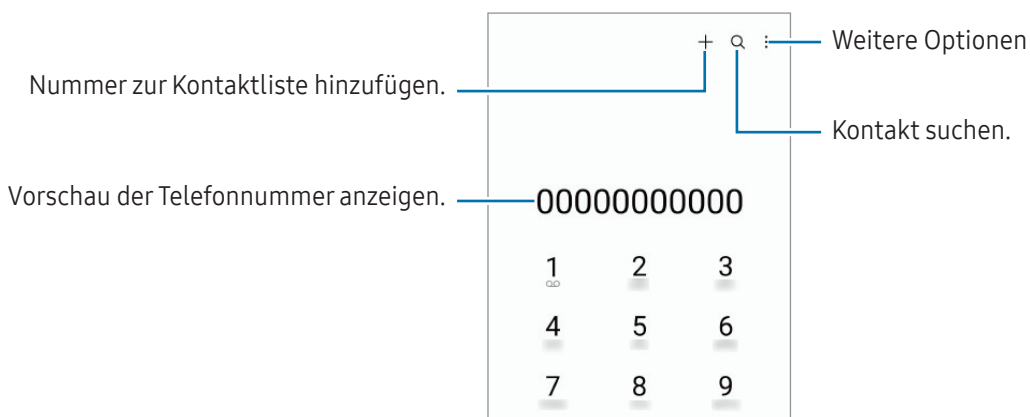 Weitere Optionen
Nummer zur Kontaktliste hinzufügen.
Kontakt suchen.
Vorschau der Telefonnummer anzeigen.
00000000000
1 2 3
4 5 6
7 8 9